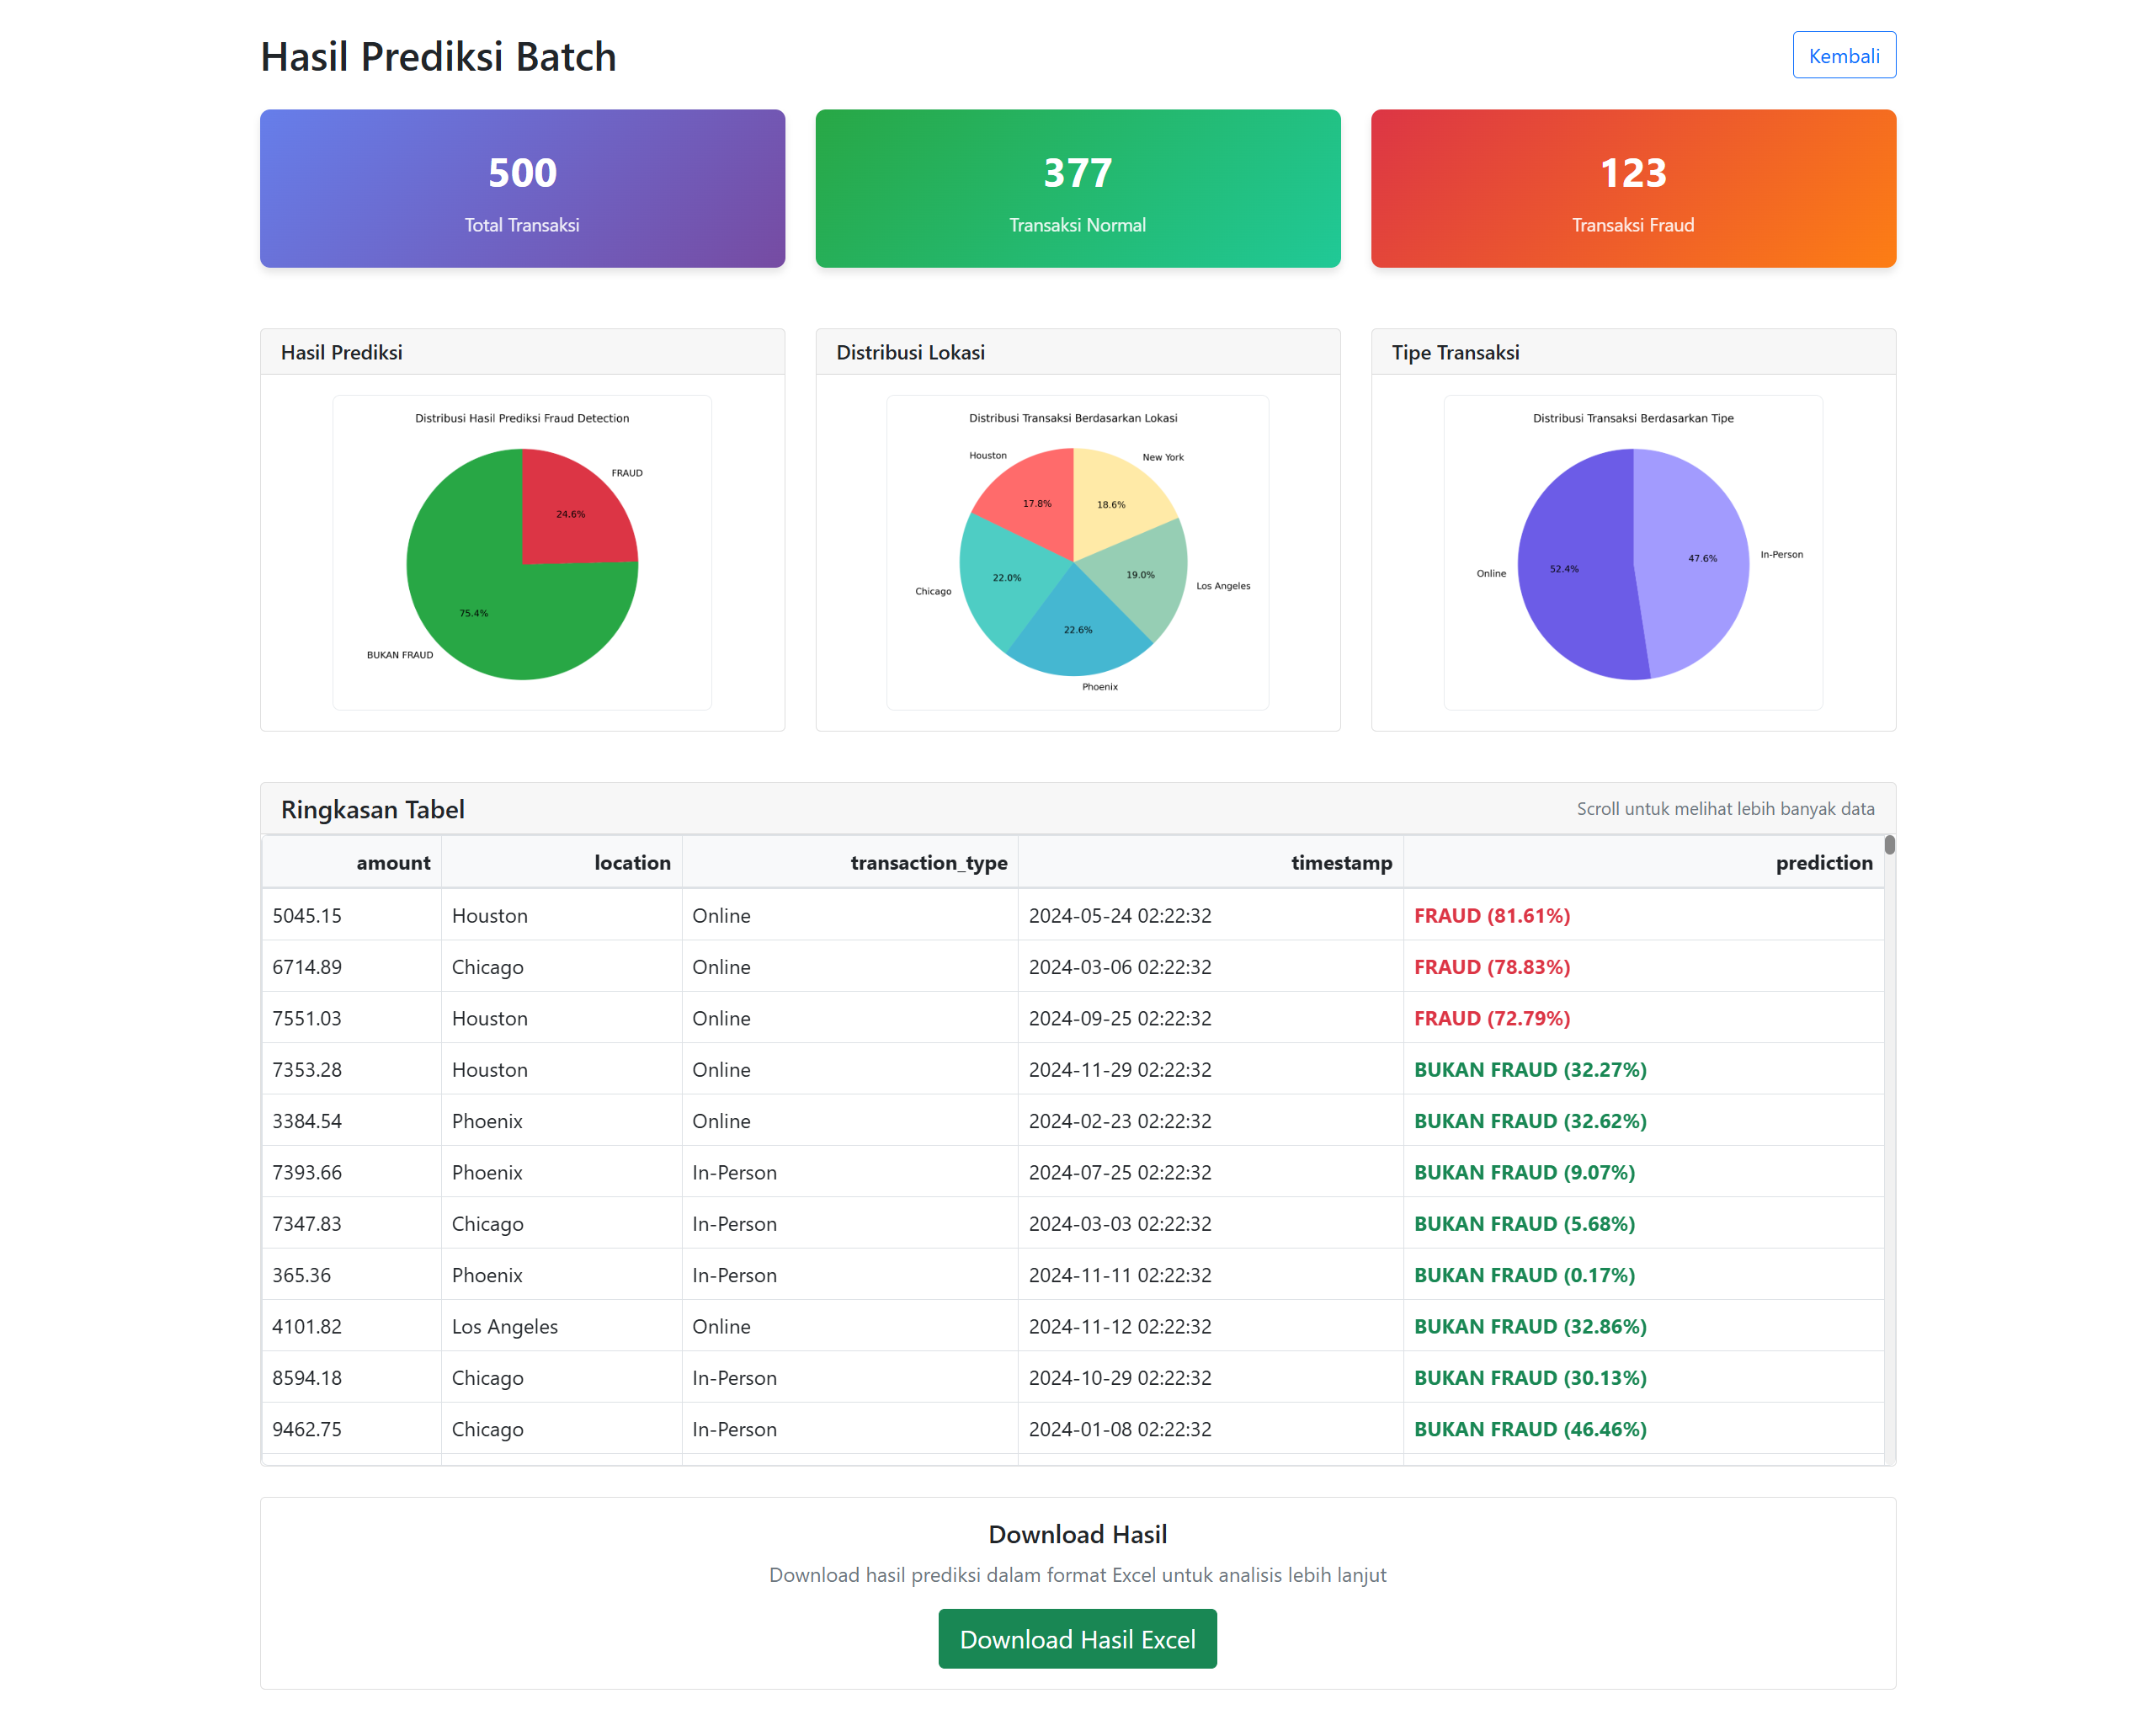 Hasil Prediksi Batch
Kembali
500
Total Transaksi
377
Transaksi Normal
123
Transaksi Fraud
Hasil Prediksi
Distribusi Hasil Prediksi Fraud Detection
FRAUD
24.6%
75.4%
BUKAN FRAUD
Distribusi Lokasi
Distribusi Transaksi Berdasarkan Lokasi
Houston
New York
17.8%
18.6%
Chicago
22.0%
19.0%
Los Angeles
22.6%
Phoenix
Tipe Transaksi
Distribusi Transaksi Berdasarkan Tipe
Online
52.4%
47.6%
In-Person
Ringkasan Tabel
Scroll untuk melihat lebih banyak data
amount location transaction_type timestamp prediction
5045.15 Houston Online 2024-05-24 02:22:32 FRAUD (81.61%)
6714.89 Chicago Online 2024-03-06 02:22:32 FRAUD (78.83%)
7551.03 Houston Online 2024-09-25 02:22:32 FRAUD (72.79%)
7353.28 Houston Online 2024-11-29 02:22:32 BUKAN FRAUD (32.27%)
3384.54 Phoenix Online 2024-02-23 02:22:32 BUKAN FRAUD (32.62%)
7393.66 Phoenix In-Person 2024-07-25 02:22:32 BUKAN FRAUD (9.07%)
7347.83 Chicago In-Person 2024-03-03 02:22:32 BUKAN FRAUD (5.68%)
365.36 Phoenix In-Person 2024-11-11 02:22:32 BUKAN FRAUD (0.17%)
4101.82 Los Angeles Online 2024-11-12 02:22:32 BUKAN FRAUD (32.86%)
8594.18 Chicago In-Person 2024-10-29 02:22:32 BUKAN FRAUD (30.13%)
9462.75 Chicago In-Person 2024-01-08 02:22:32 BUKAN FRAUD (46.46%)
Download Hasil
Download hasil prediksi dalam format Excel untuk analisis lebih lanjut
Download Hasil Excel